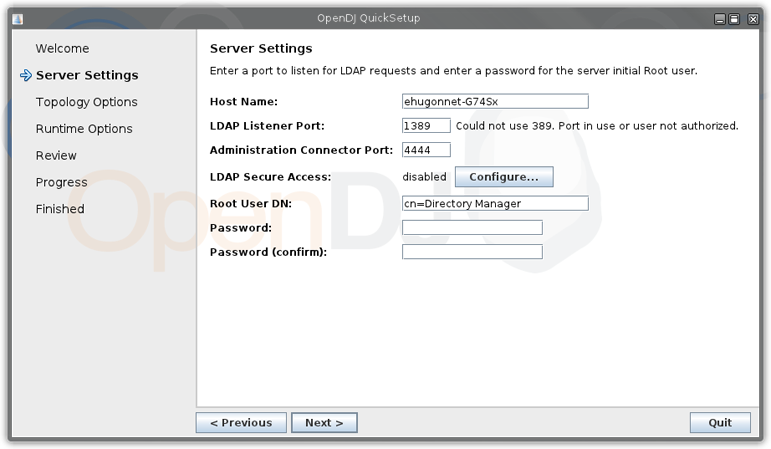 OpenDJ QuickSetup
Welcome
Server Settings
Topology Options
Runtime Options
Review
Progress
Finished
OpenDJ
Server Settings
Enter a port to listen for LDAP requests and enter a password for the server initial Root user.
Host Name: ehugonnet-G74Sx
LDAP Listener Port: 1389 Could not use 389. Port in use or user not authorized.
Administration Connector Port: 4444
LDAP Secure Access: disabled Configure...
Root User DN: cn=Directory Manager
Password:
Password (confirm):
< Previous Next > Quit